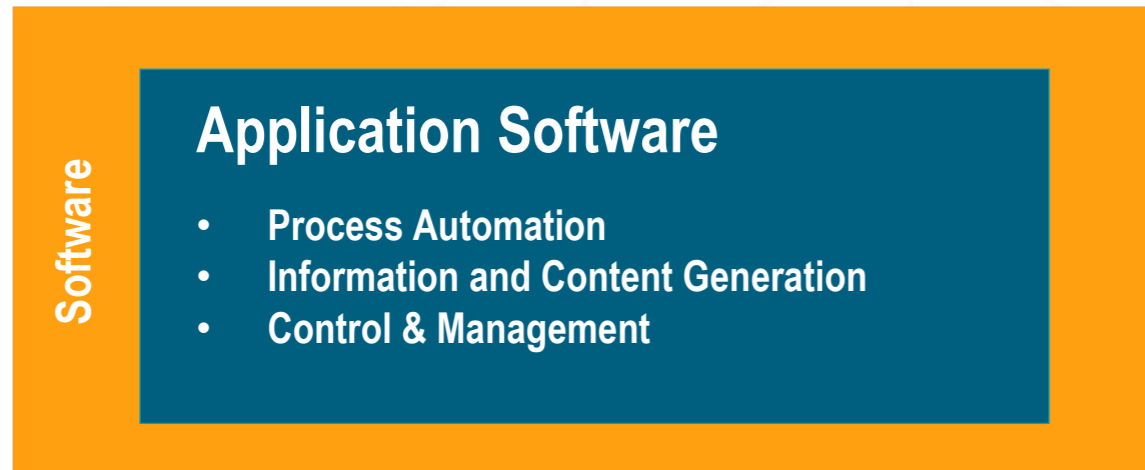 Software
Application Software
• Process Automation
• Information and Content Generation
• Control & Management